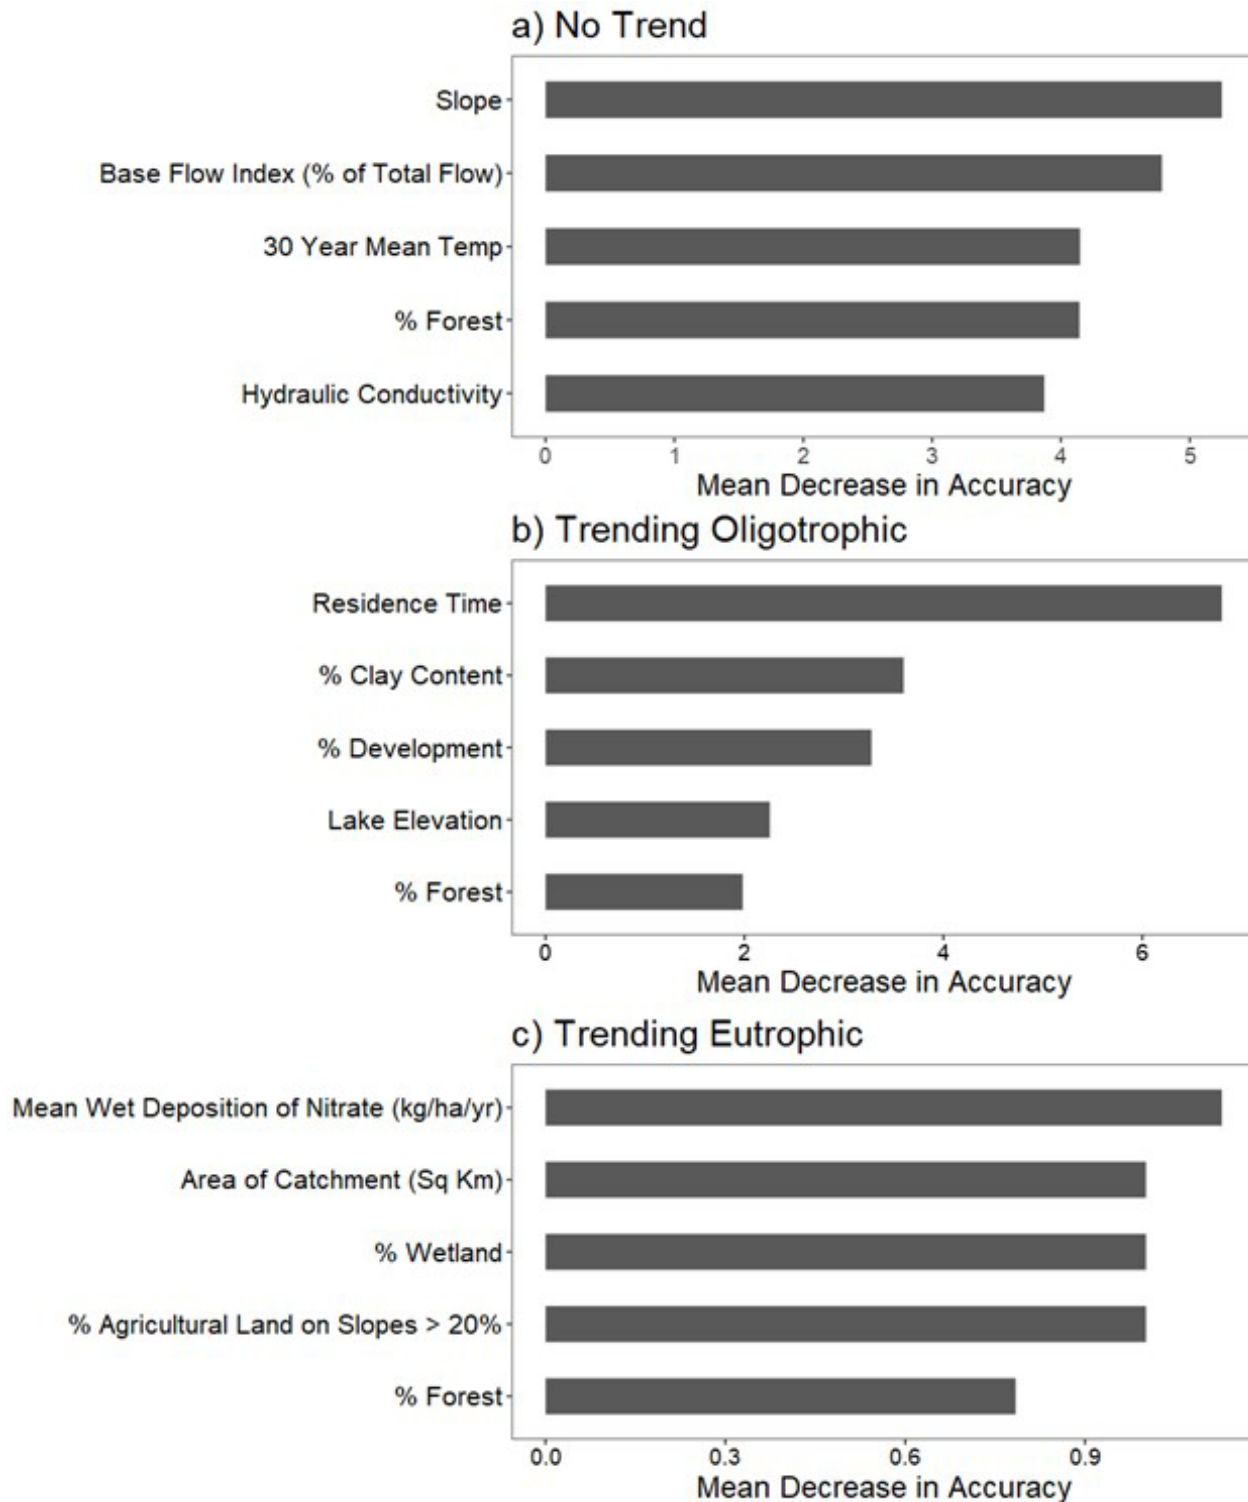 a) No Trend
Slope
Base Flow Index (% of Total Flow)
30 Year Mean Temp
% Forest
Hydraulic Conductivity
0 1 2 3 4 5
Mean Decrease in Accuracy
b) Trending Oligotrophic
Residence Time
% Clay Content
% Development
Lake Elevation
% Forest
0 2 4 6
Mean Decrease in Accuracy
c) Trending Eutrophic
Mean Wet Deposition of Nitrate (kg/ha/yr)
Area of Catchment (Sq Km)
% Wetland
% Agricultural Land on Slopes > 20%
% Forest
0.0 0.3 0.6 0.9
Mean Decrease in Accuracy